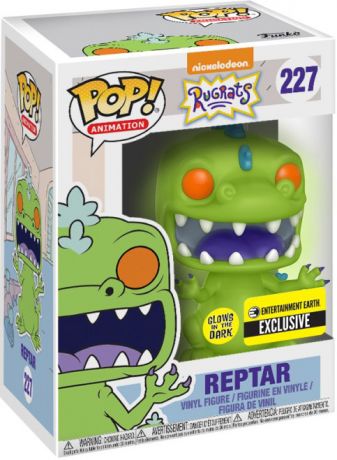 nickelodeon
Funko
POP!
ANIMATION
RUGRATS
227
GLOWS
IN THE
DARK
ENTERTAINMENT EARTH
EXCLUSIVE
REPTAR
VINYL FIGURE / FIGURINE EN VINYLE /
FIGURA DE VINIL
REPTAR
227